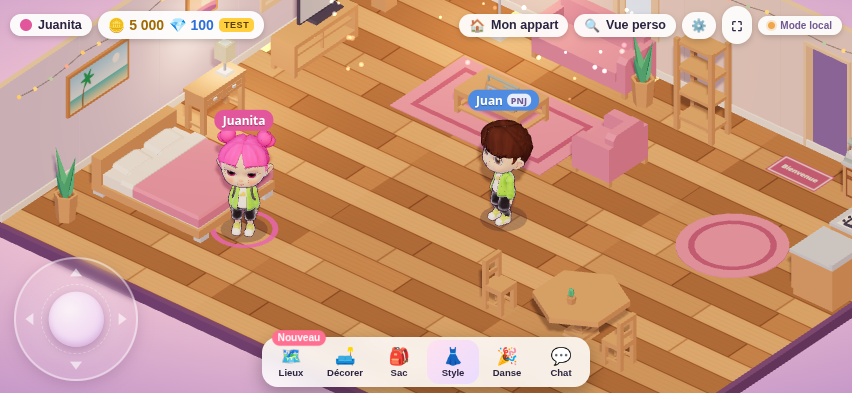 Juanita
5 000
100
TEST
Mon appart
Vue perso
Mode local
Juan PNJ
Juanita
Bienvenue
Nouveau
Lieux
Décorer
Sac
Style
Danse
Chat